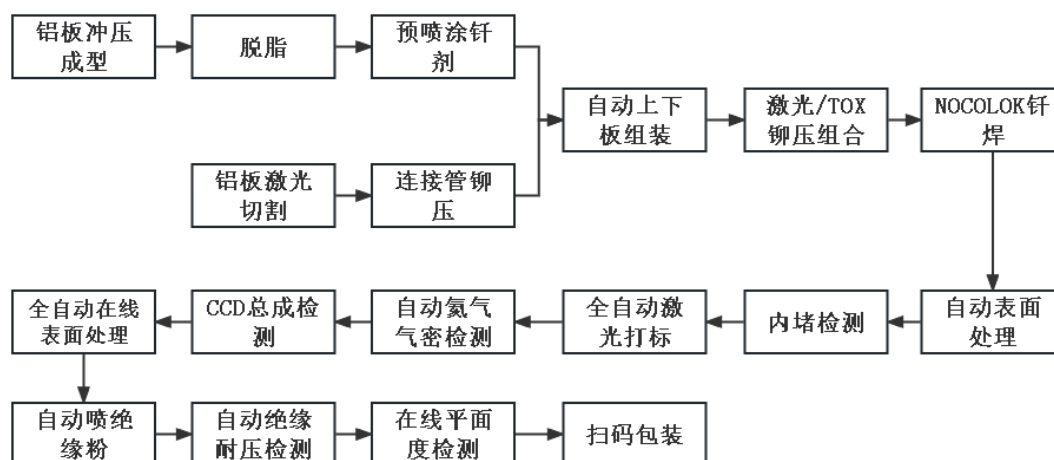 铝板冲压
成型
脱脂
预喷涂钎
剂
铝板激光
切割
连接管铆
压
自动上下
板组装
激光/TOX
铆压组合
NOCOLOK钎
焊
自动表面
处理
内堵检测
全自动激
光打标
自动氦气
气密检测
CCD总成检
测
全自动在线
表面处理
自动喷绝
缘粉
自动绝缘
耐压检测
在线平面
度检测
扫码包装